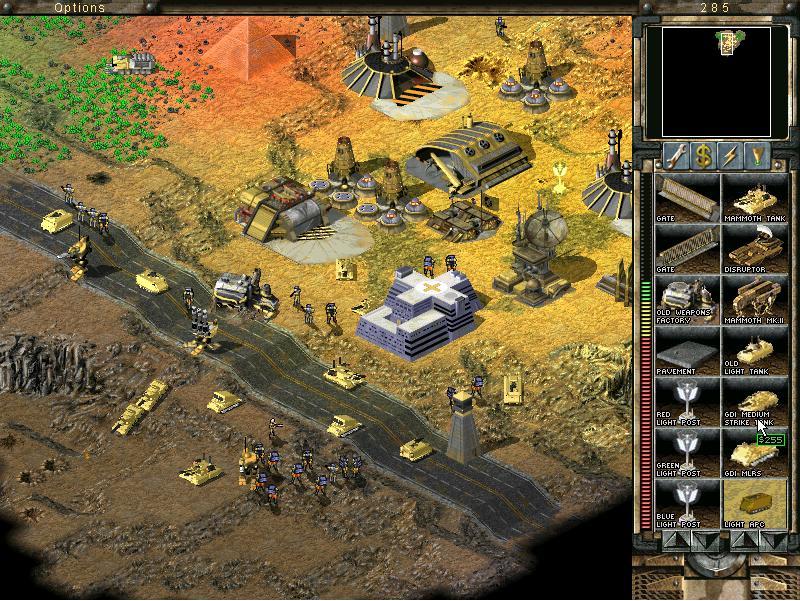 Options
285
GATE
MAMMOTH TANK
GATE
DISRUPTOR
OLD WEAPONS
FACTORY
MAMMOTH MK.II
PAVEMENT
OLD
LIGHT TANK
RED
LIGHT POST
GDI MEDIUM
STRIKE TANK
$255
GREEN
LIGHT POST
GDI MLRS
BLUE
LIGHT POST
LIGHT APC